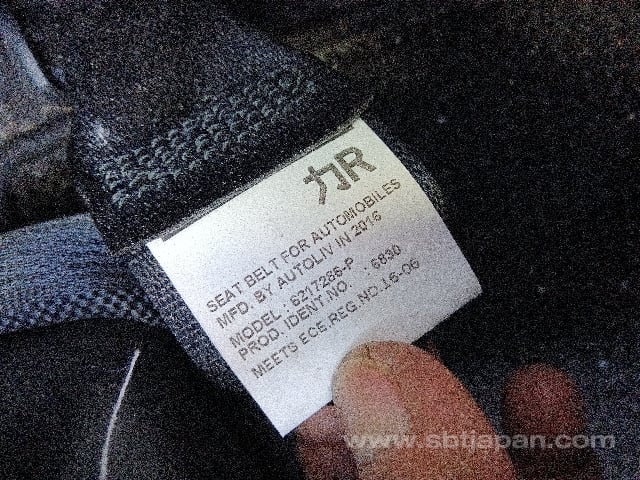 カR
SEAT BELT FOR AUTOMOBILES
MFD. BY AUTOLIV IN 2016
MODEL : 6217286-P
PROD. IDENT NO. : 6830
MEETS ECE.REG.NO.16-06
www.sbtjapan.com